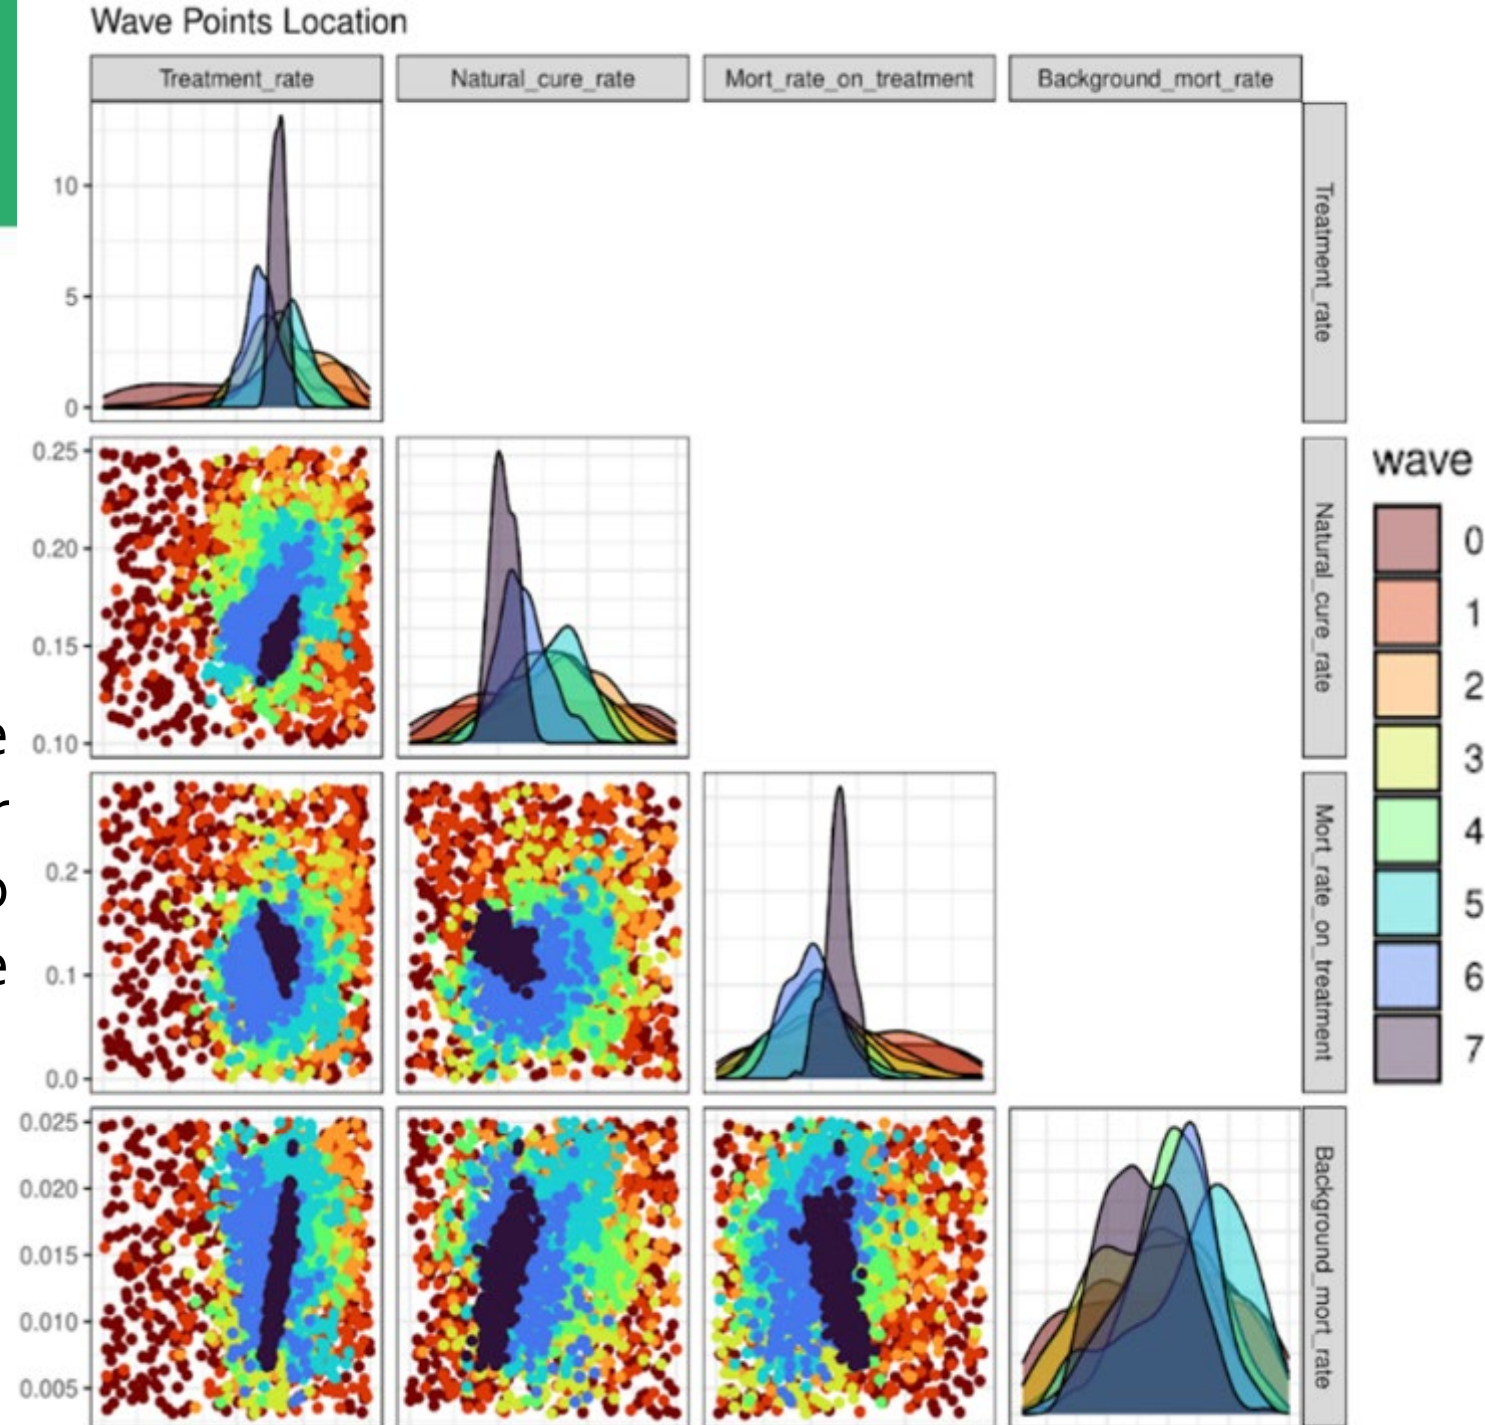 Wave Points Location
Treatment_rate Natural_cure_rate Mort_rate_on_treatment Background_mort_rate
10
5
0
Treatment_rate
0.25
0.20
0.15
0.10
Natural_cure_rate
0.2
0.1
0.0
Mort_rate_on_treatment
0.025
0.020
0.015
0.010
0.005
Background_mort_rate
wave
0
1
2
3
4
5
6
7
e
r
e